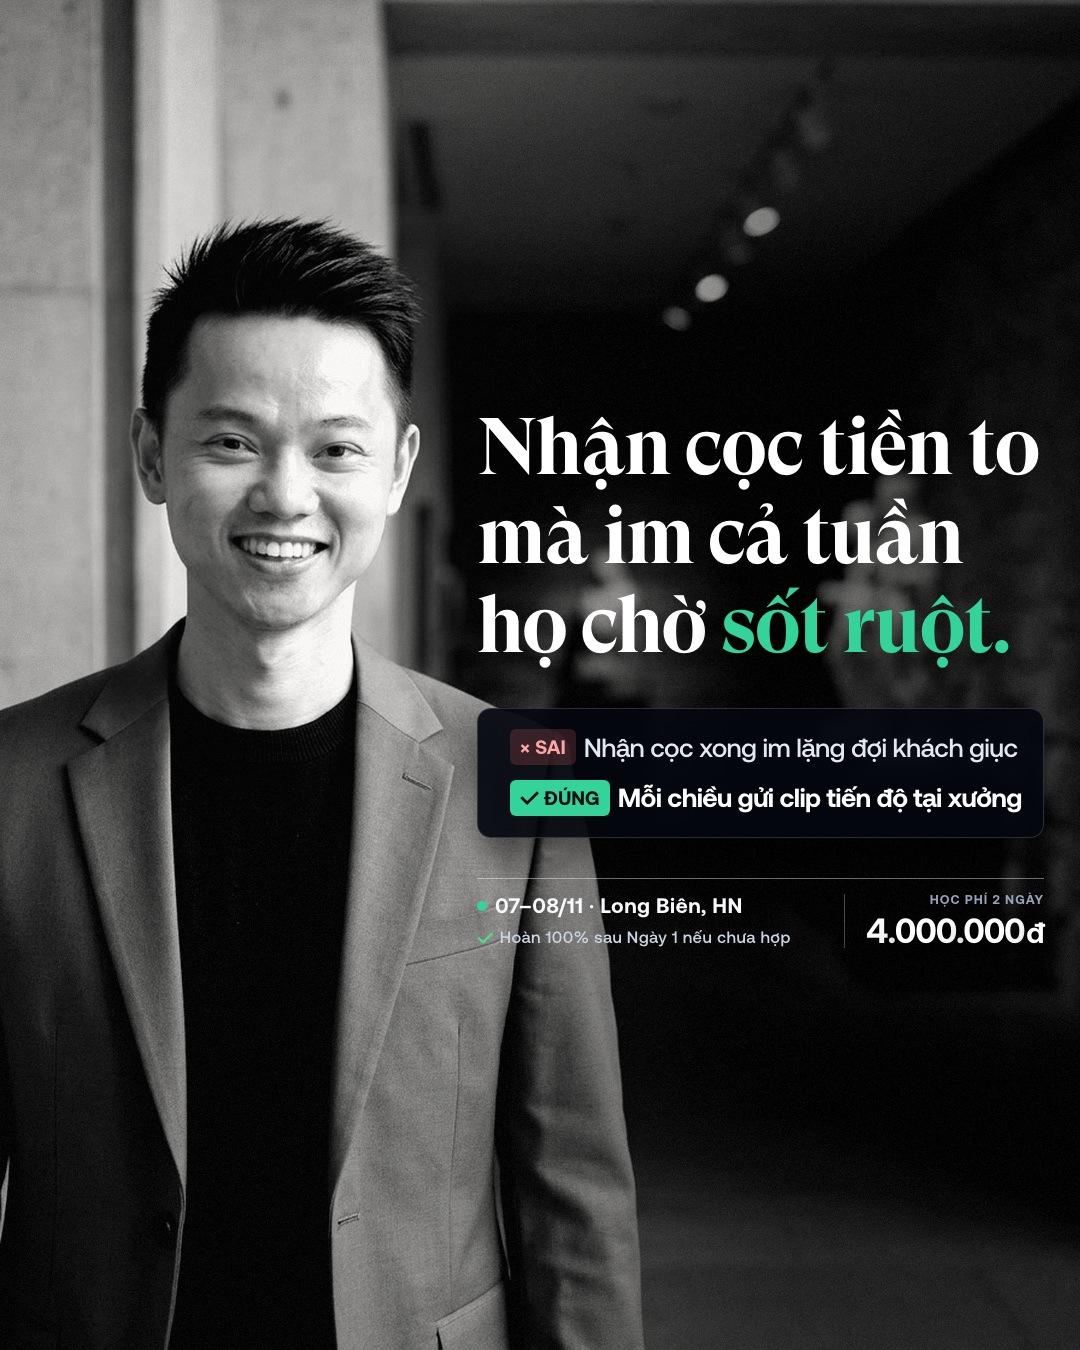 Nhận cọc tiền to
mà im cả tuần
họ chờ sốt ruột.
× SAI Nhận cọc xong im lặng đợi khách giục
✓ ĐÚNG Mỗi chiều gửi clip tiến độ tại xưởng
07–08/11 · Long Biên, HN
✓ Hoàn 100% sau Ngày 1 nếu chưa hợp
HỌC PHÍ 2 NGÀY
4.000.000đ